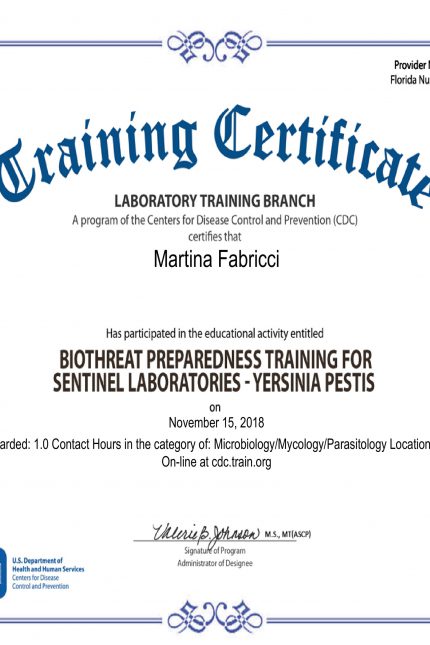 Provider
Florida Nu
Training Certificate
LABORATORY TRAINING BRANCH
A program of the Centers for Disease Control and Prevention (CDC)
certifies that
Martina Fabricci
Has participated in the educational activity entitled
BIOTHREAT PREPAREDNESS TRAINING FOR
SENTINEL LABORATORIES - YERSINIA PESTIS
on
November 15, 2018
arded: 1.0 Contact Hours in the category of: Microbiology/Mycology/Parasitology Location
On-line at cdc.train.org
Valerie B. Johnson M.S., MT(ASCP)
Signature of Program
Administrator of Designee
U.S. Department of
Health and Human Services
Centers for Disease
Control and Prevention